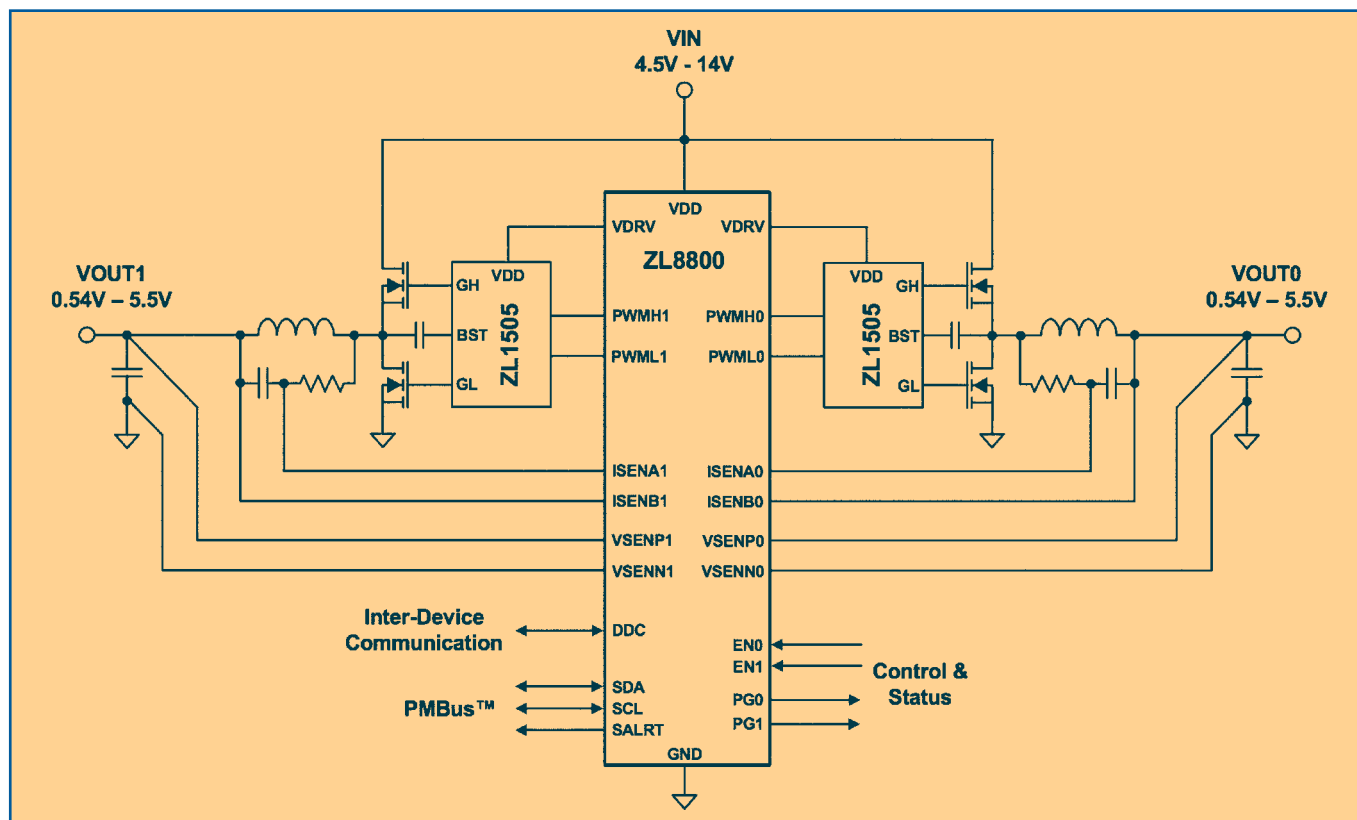 VIN
4.5V - 14V
VDD
VDRV
VDRV
ZL8800
VOUT1
0.54V – 5.5V
VDD
GH
BST
GL
ZL1505
PWMH1
PWML1
PWMH0
PWML0
VDD
GH
BST
GL
ZL1505
VOUT0
0.54V – 5.5V
ISENA1
ISENB1
VSENP1
VSENN1
ISENA0
ISENB0
VSENP0
VSENN0
Inter-Device
Communication
DDC
PMBus™
SDA
SCL
SALRT
EN0
EN1
PG0
PG1
Control &
Status
GND